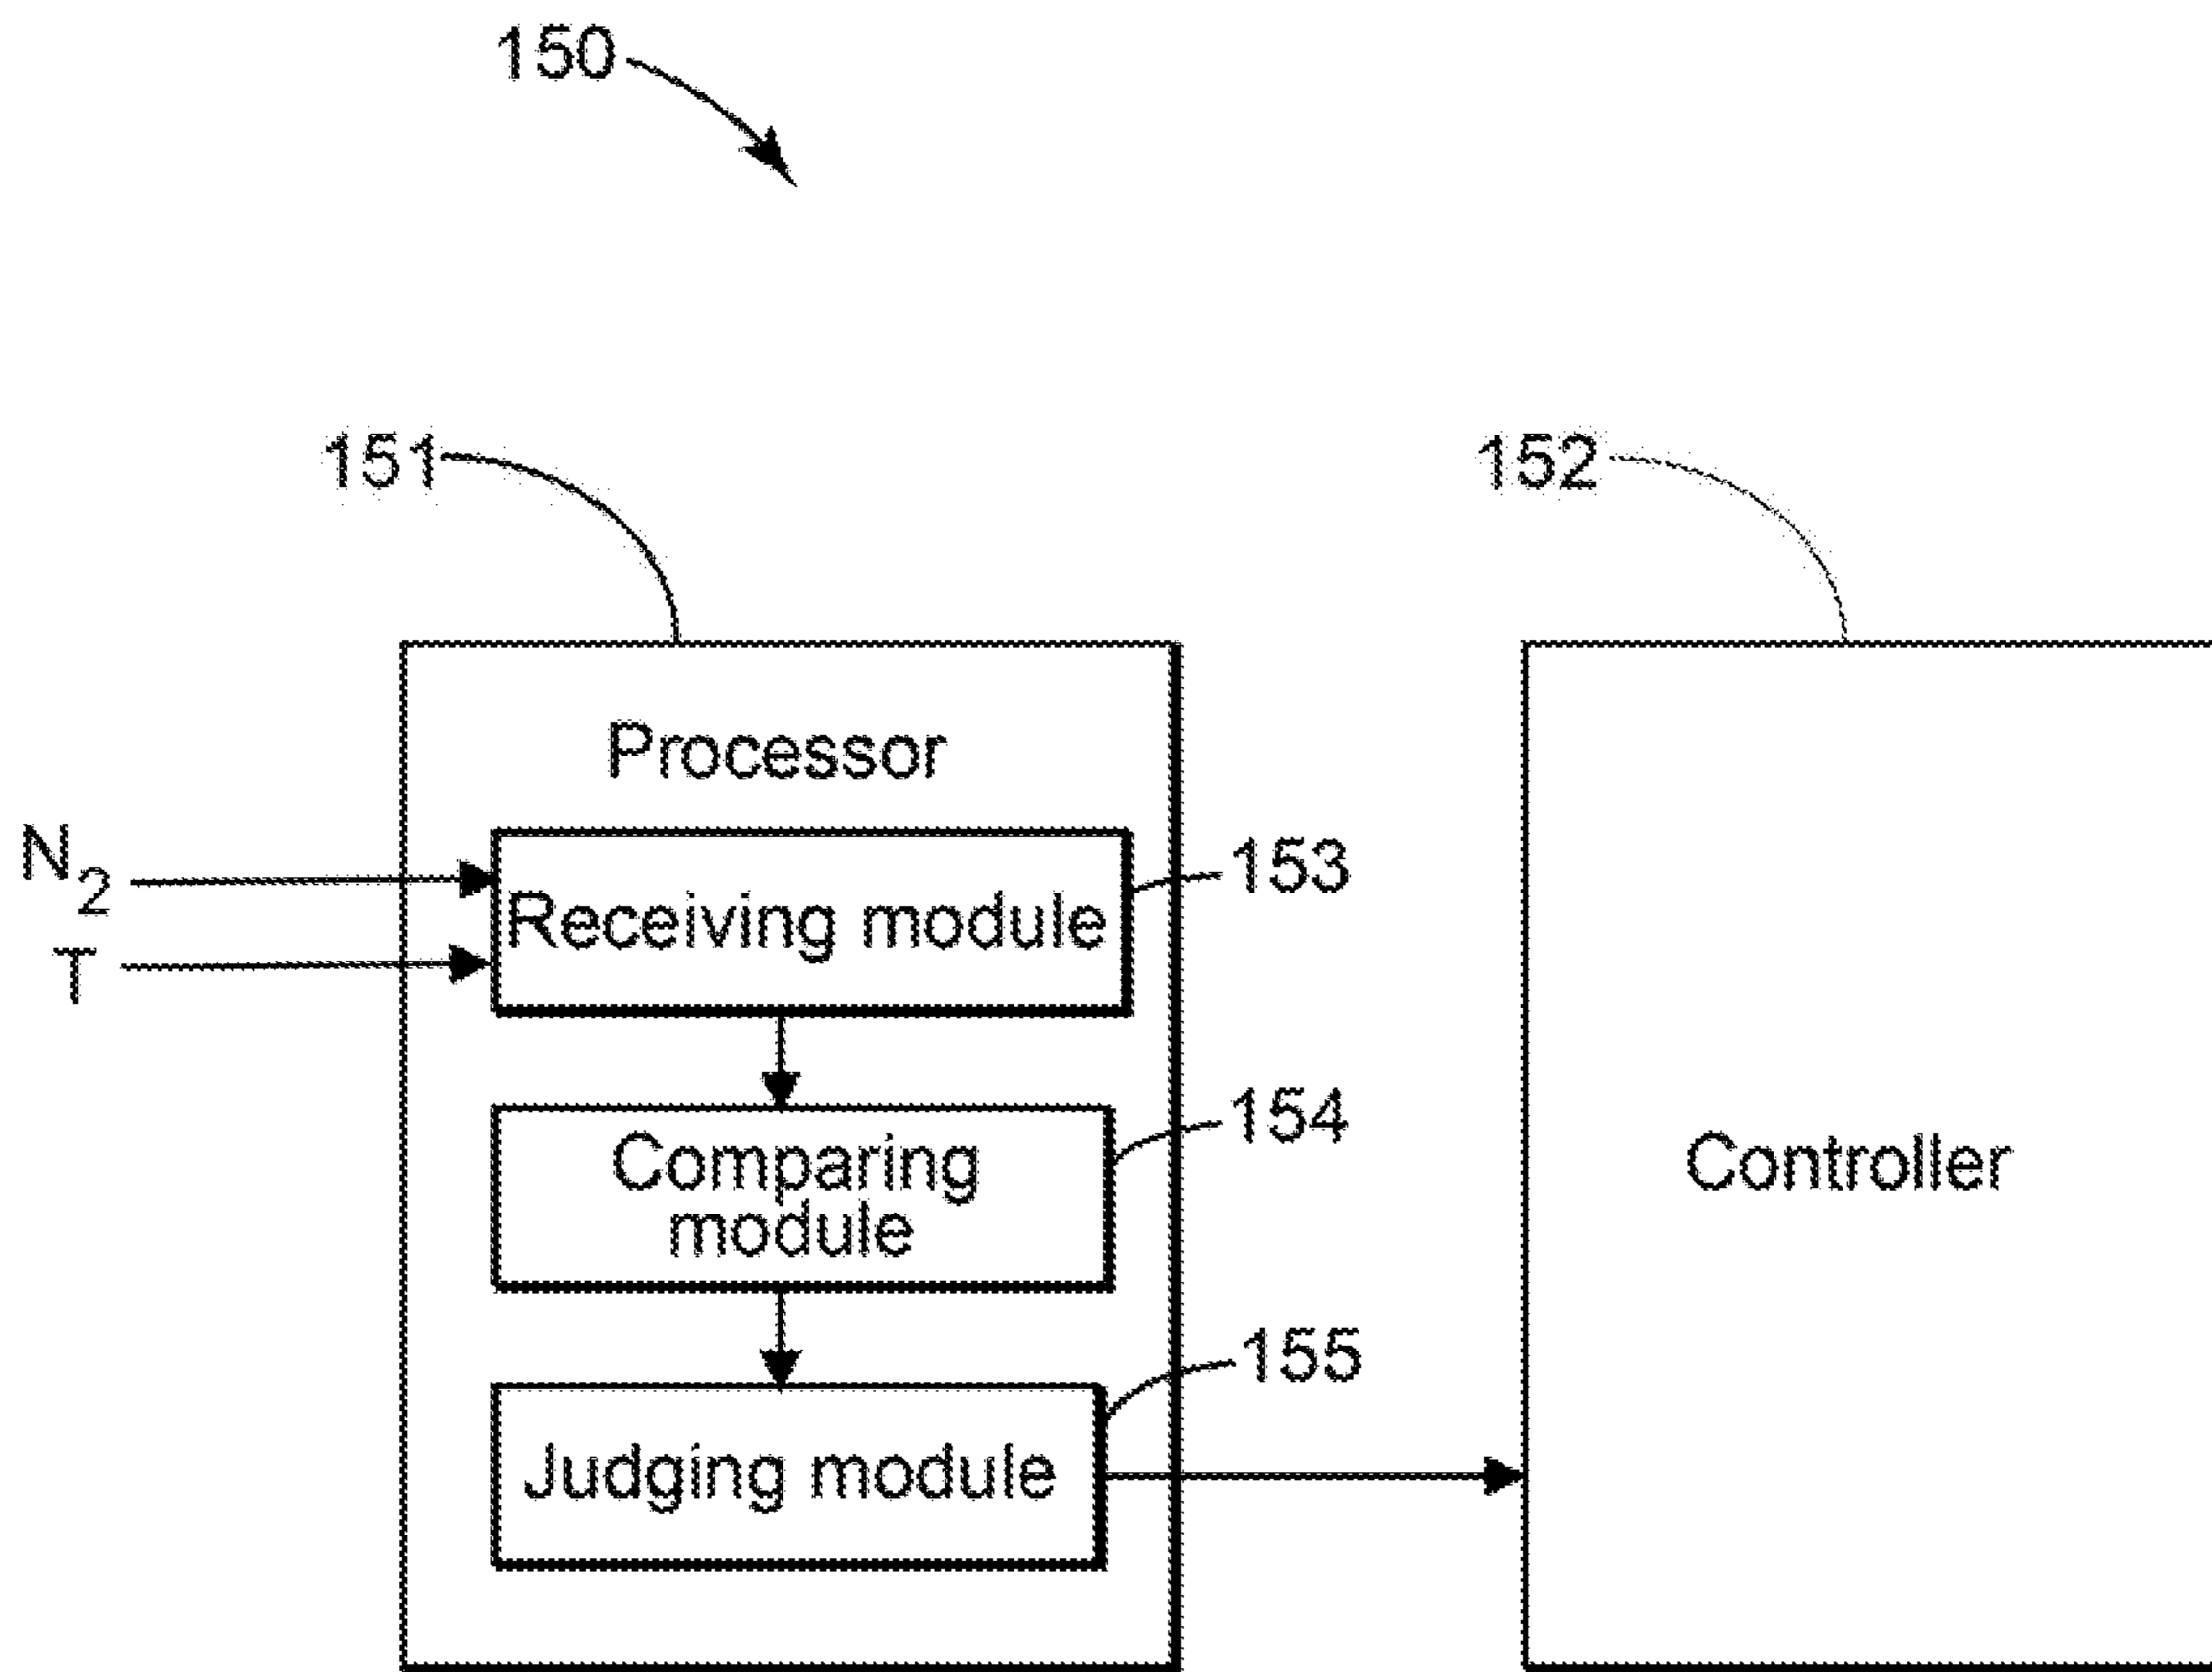 150
151
152
Processor
N₂
Receiving module
153
T
Comparing
module
154
Controller
Judging module
155